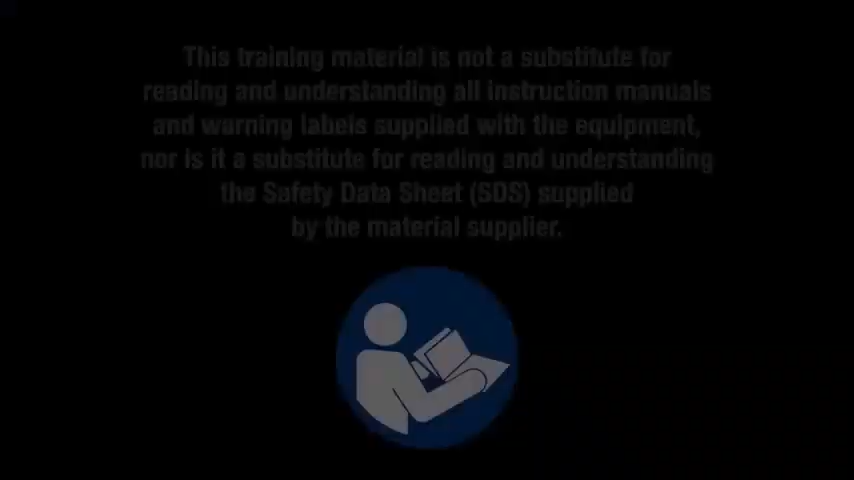 This training material is not a substitute for
reading and understanding all instruction manuals
and warning labels supplied with the equipment,
nor is it a substitute for reading and understanding
the Safety Data Sheet (SDS) supplied
by the material supplier.